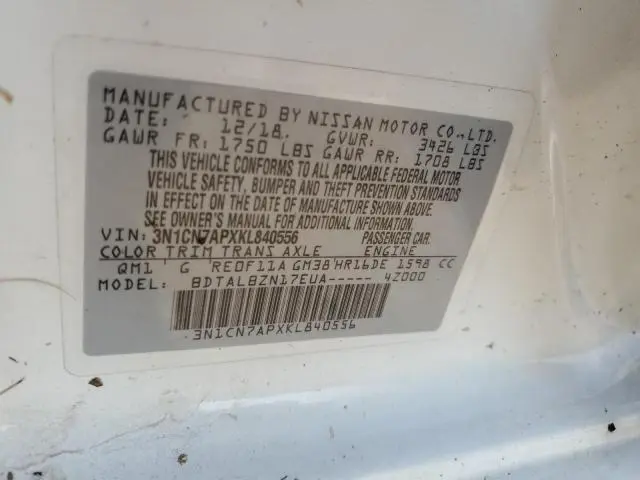 MANUFACTURED BY NISSAN MOTOR CO.,LTD.
DATE: 12/18. GVWR: 3426 LBS
GAWR FR: 1750 LBS GAWR RR: 1708 LBS
THIS VEHICLE CONFORMS TO ALL APPLICABLE FEDERAL MOTOR
VEHICLE SAFETY, BUMPER AND THEFT PREVENTION STANDARDS
IN EFFECT ON THE DATE OF MANUFACTURE SHOWN ABOVE.
SEE OWNER'S MANUAL FOR ADDITIONAL INFORMATION.
VIN: 3N1CN7APXKL840556 PASSENGER CAR.
COLOR TRIM TRANS AXLE ENGINE
QM1 G RE0F11A GM38 HR16DE 1598 CC
MODEL: BDTALBZN17EUA----- 4Z000
3N1CN7APXKL840556